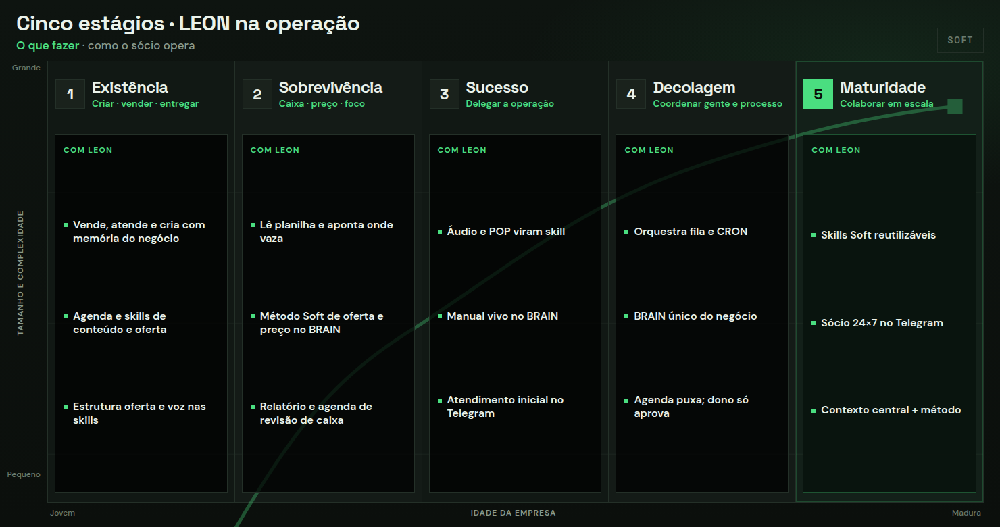 Cinco estágios · LEON na operação
O que fazer · como o sócio opera
SOFT
Grande
1
Existência
Criar · vender · entregar
2
Sobrevivência
Caixa · preço · foco
3
Sucesso
Delegar a operação
4
Decolagem
Coordenar gente e processo
5
Maturidade
Colaborar em escala
TAMANHO E COMPLEXIDADE
COM LEON
Vende, atende e cria com
memória do negócio
Agenda e skills de
conteúdo e oferta
Estrutura oferta e voz nas
skills
COM LEON
Lê planilha e aponta onde
vaza
Método Soft de oferta e
preço no BRAIN
Relatório e agenda de
revisão de caixa
COM LEON
Áudio e POP viram skill
Manual vivo no BRAIN
Atendimento inicial no
Telegram
COM LEON
Orquestra fila e CRON
BRAIN único do negócio
Agenda puxa; dono só
aprova
COM LEON
Skills Soft reutilizáveis
Sócio 24×7 no Telegram
Contexto central + método
Pequeno
Jovem
IDADE DA EMPRESA
Madura